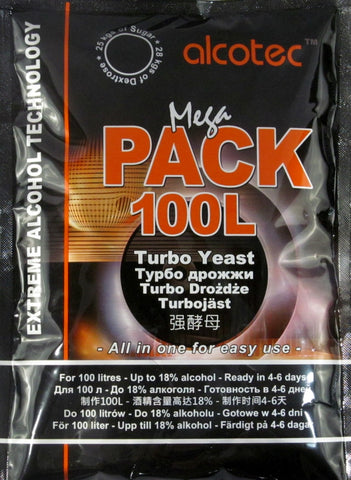 25 kgs of Sugar
28 kgs of Dextrose
alcotec™
EXTREME ALCOHOL TECHNOLOGY
Mega
PACK
100L
Turbo Yeast
Турбо дрожжи
Turbo Drożdże
Turbojäst
强酵母
- All in one for easy use -
For 100 litres - Up to 18% alcohol - Ready in 4-6 days
Для 100 л - До 18% алкоголя - Готовность в 4-6 дней
制作100L - 酒精含量高达18% - 制作时间4-6天
Do 100 litrów - Do 18% alkoholu - Gotowe w 4-6 dni
För 100 liter - Upp till 18% alkohol - Färdigt på 4-6 dagar